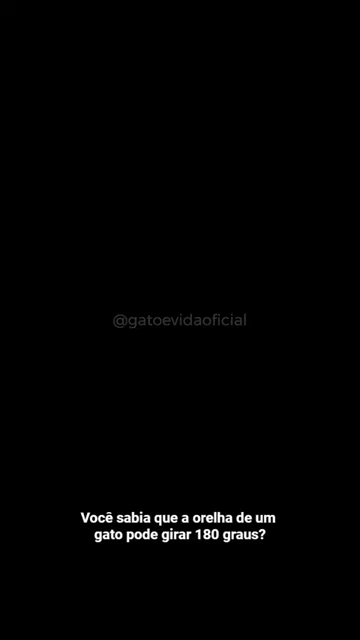 @gatoevidaoficial
Você sabia que a orelha de um
gato pode girar 180 graus?